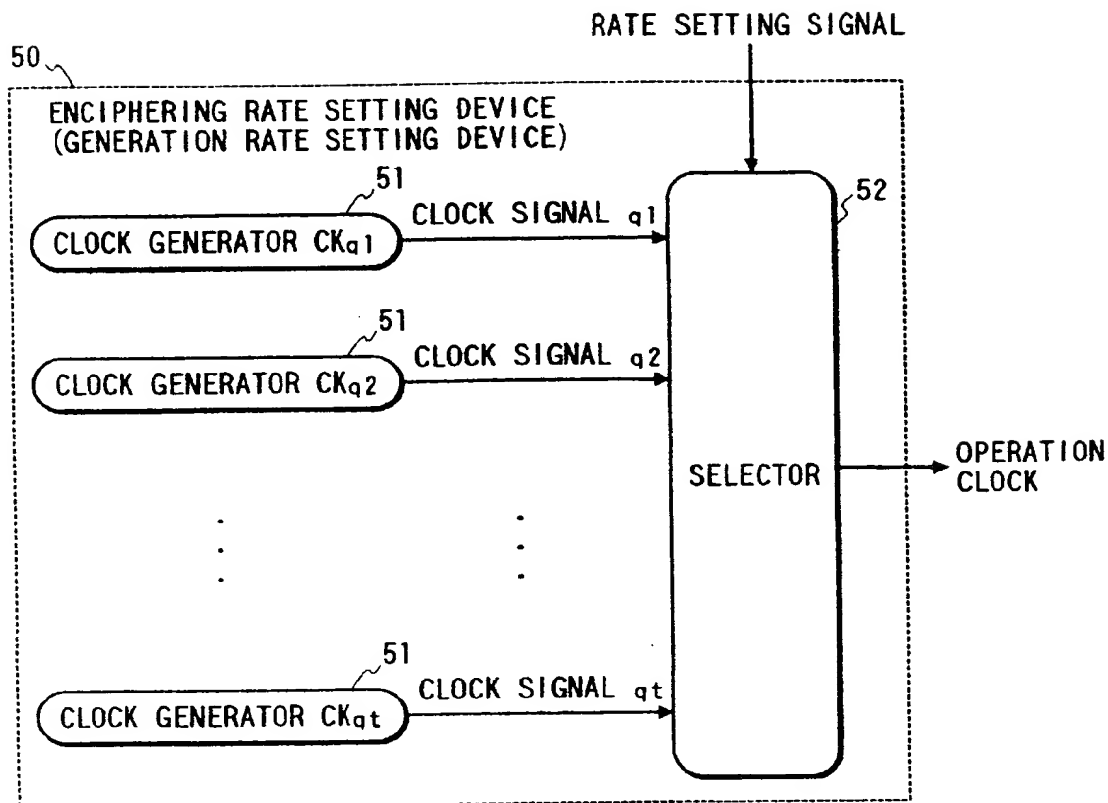 RATE SETTING SIGNAL
50
ENCIPHERING RATE SETTING DEVICE
(GENERATION RATE SETTING DEVICE)
51
52
CLOCK GENERATOR CKq1
CLOCK SIGNAL q1
51
CLOCK GENERATOR CKq2
CLOCK SIGNAL q2
SELECTOR
OPERATION
CLOCK
51
CLOCK GENERATOR CKqt
CLOCK SIGNAL qt